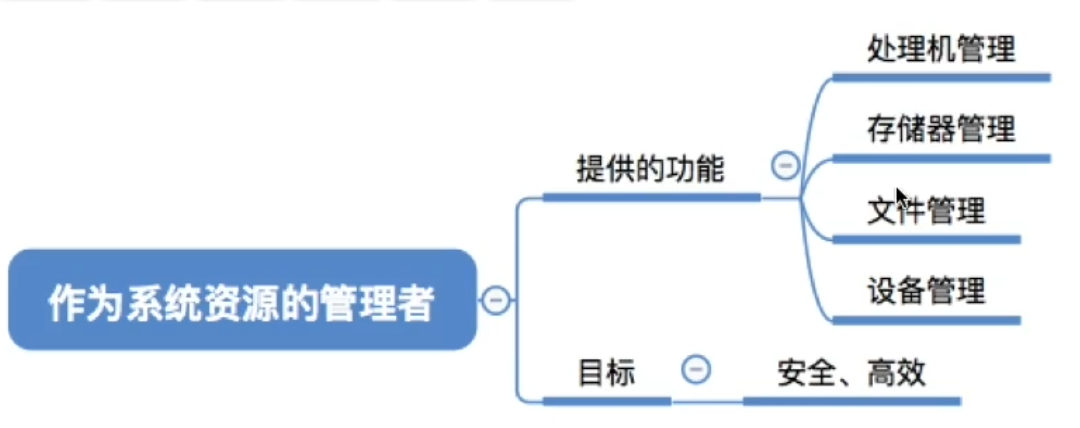 作为系统资源的管理者
提供的功能
处理机管理
存储器管理
文件管理
设备管理
目标
安全、高效